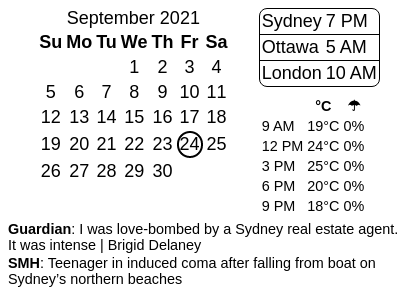 September 2021
Su Mo Tu We Th Fr Sa
1 2 3 4
5 6 7 8 9 10 11
12 13 14 15 16 17 18
19 20 21 22 23 24 25
26 27 28 29 30
Sydney 7 PM
Ottawa 5 AM
London 10 AM
°C ☂
9 AM 19°C 0%
12 PM 24°C 0%
3 PM 25°C 0%
6 PM 20°C 0%
9 PM 18°C 0%
Guardian: I was love-bombed by a Sydney real estate agent.
It was intense | Brigid Delaney
SMH: Teenager in induced coma after falling from boat on
Sydney’s northern beaches